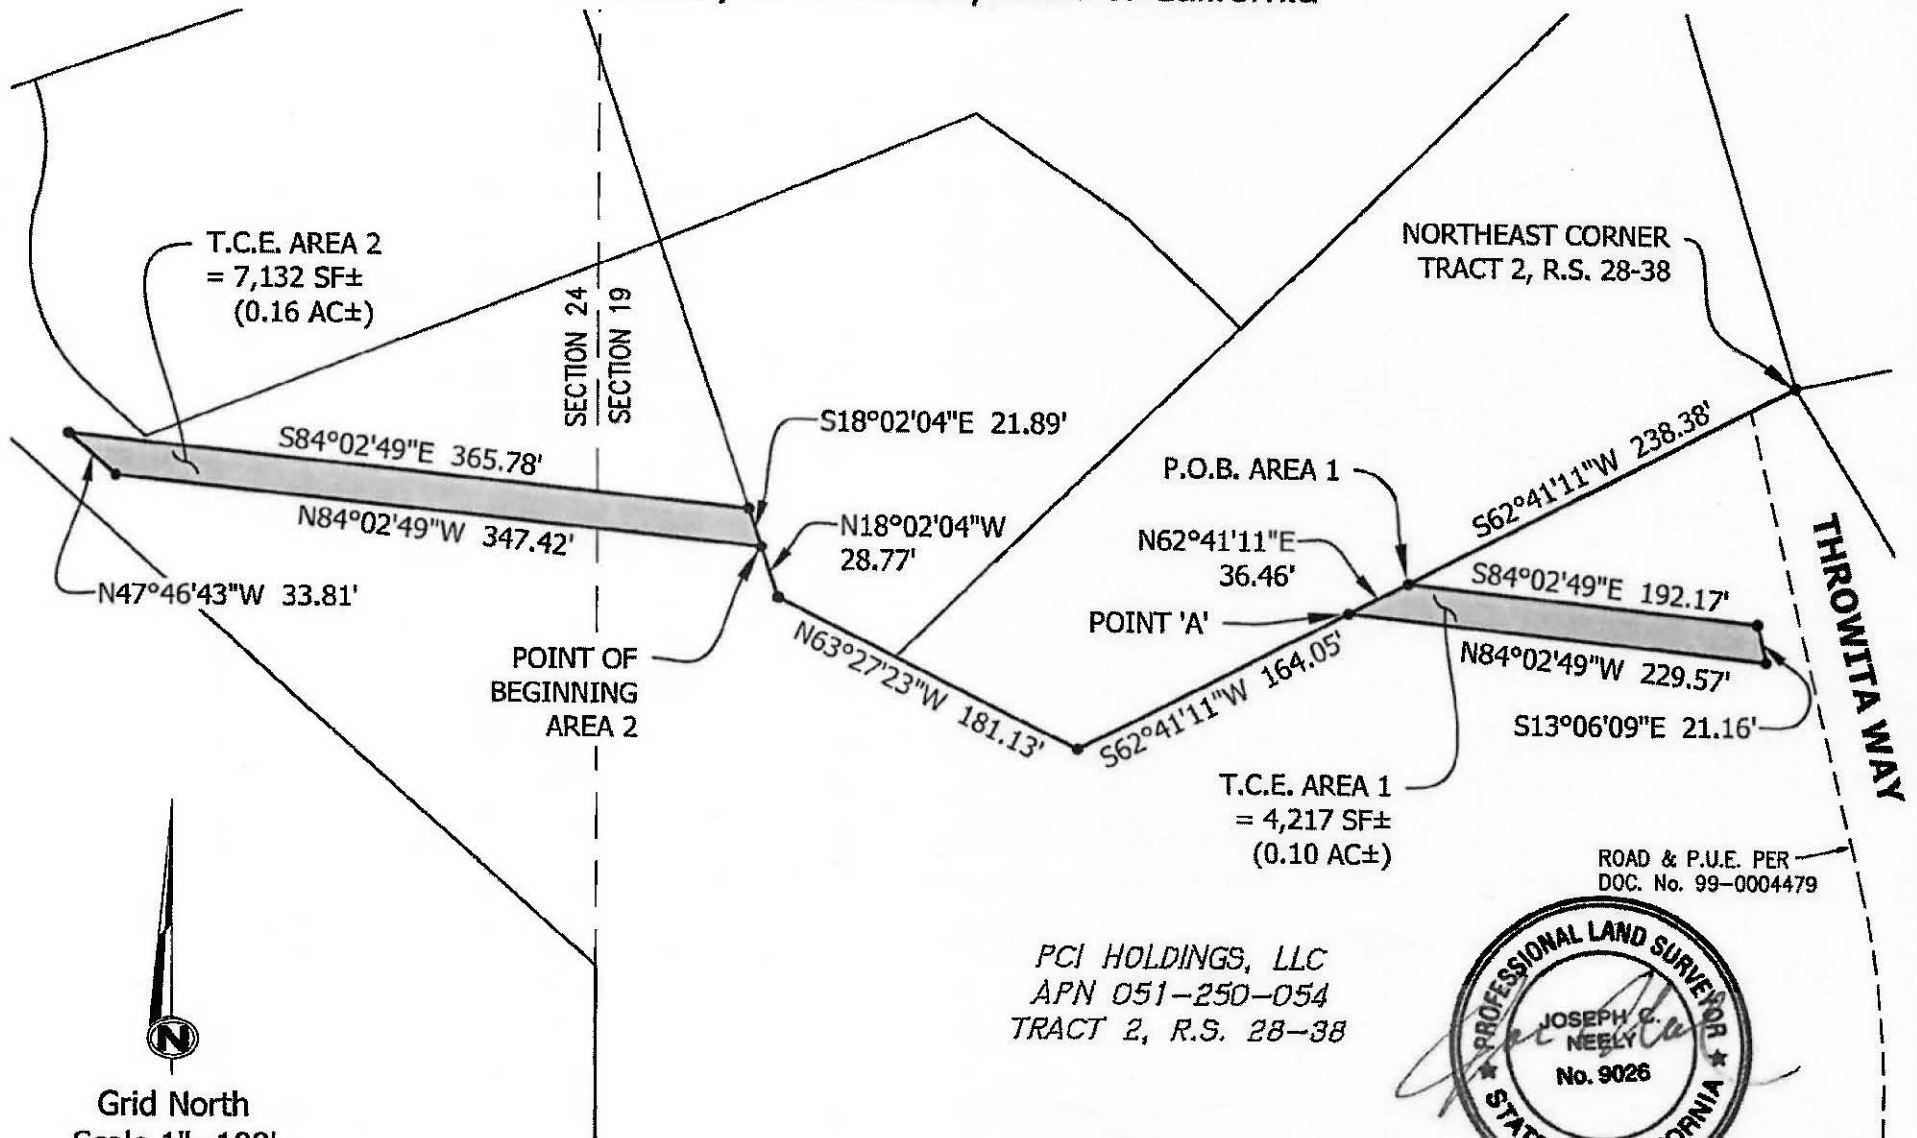 T.C.E. AREA 2
= 7,132 SF±
(0.16 AC±)
SECTION 24
SECTION 19
NORTHEAST CORNER
TRACT 2, R.S. 28-38
S84°02'49"E 365.78'
N84°02'49"W 347.42'
N47°46'43"W 33.81'
S18°02'04"E 21.89'
N18°02'04"W
28.77'
POINT OF
BEGINNING
AREA 2
N63°27'23"W 181.13'
P.O.B. AREA 1
N62°41'11"E
36.46'
POINT 'A'
S62°41'11"W 238.38'
S62°41'11"W 164.05'
S84°02'49"E 192.17'
N84°02'49"W 229.57'
S13°06'09"E 21.16'
THROWITA WAY
T.C.E. AREA 1
= 4,217 SF±
(0.10 AC±)
ROAD & P.U.E. PER
DOC. No. 99-0004479
PCI HOLDINGS, LLC
APN 051-250-054
TRACT 2, R.S. 28-38
PROFESSIONAL LAND SURVEYOR
JOSEPH C.
NEELY
No. 9026
N
Grid North